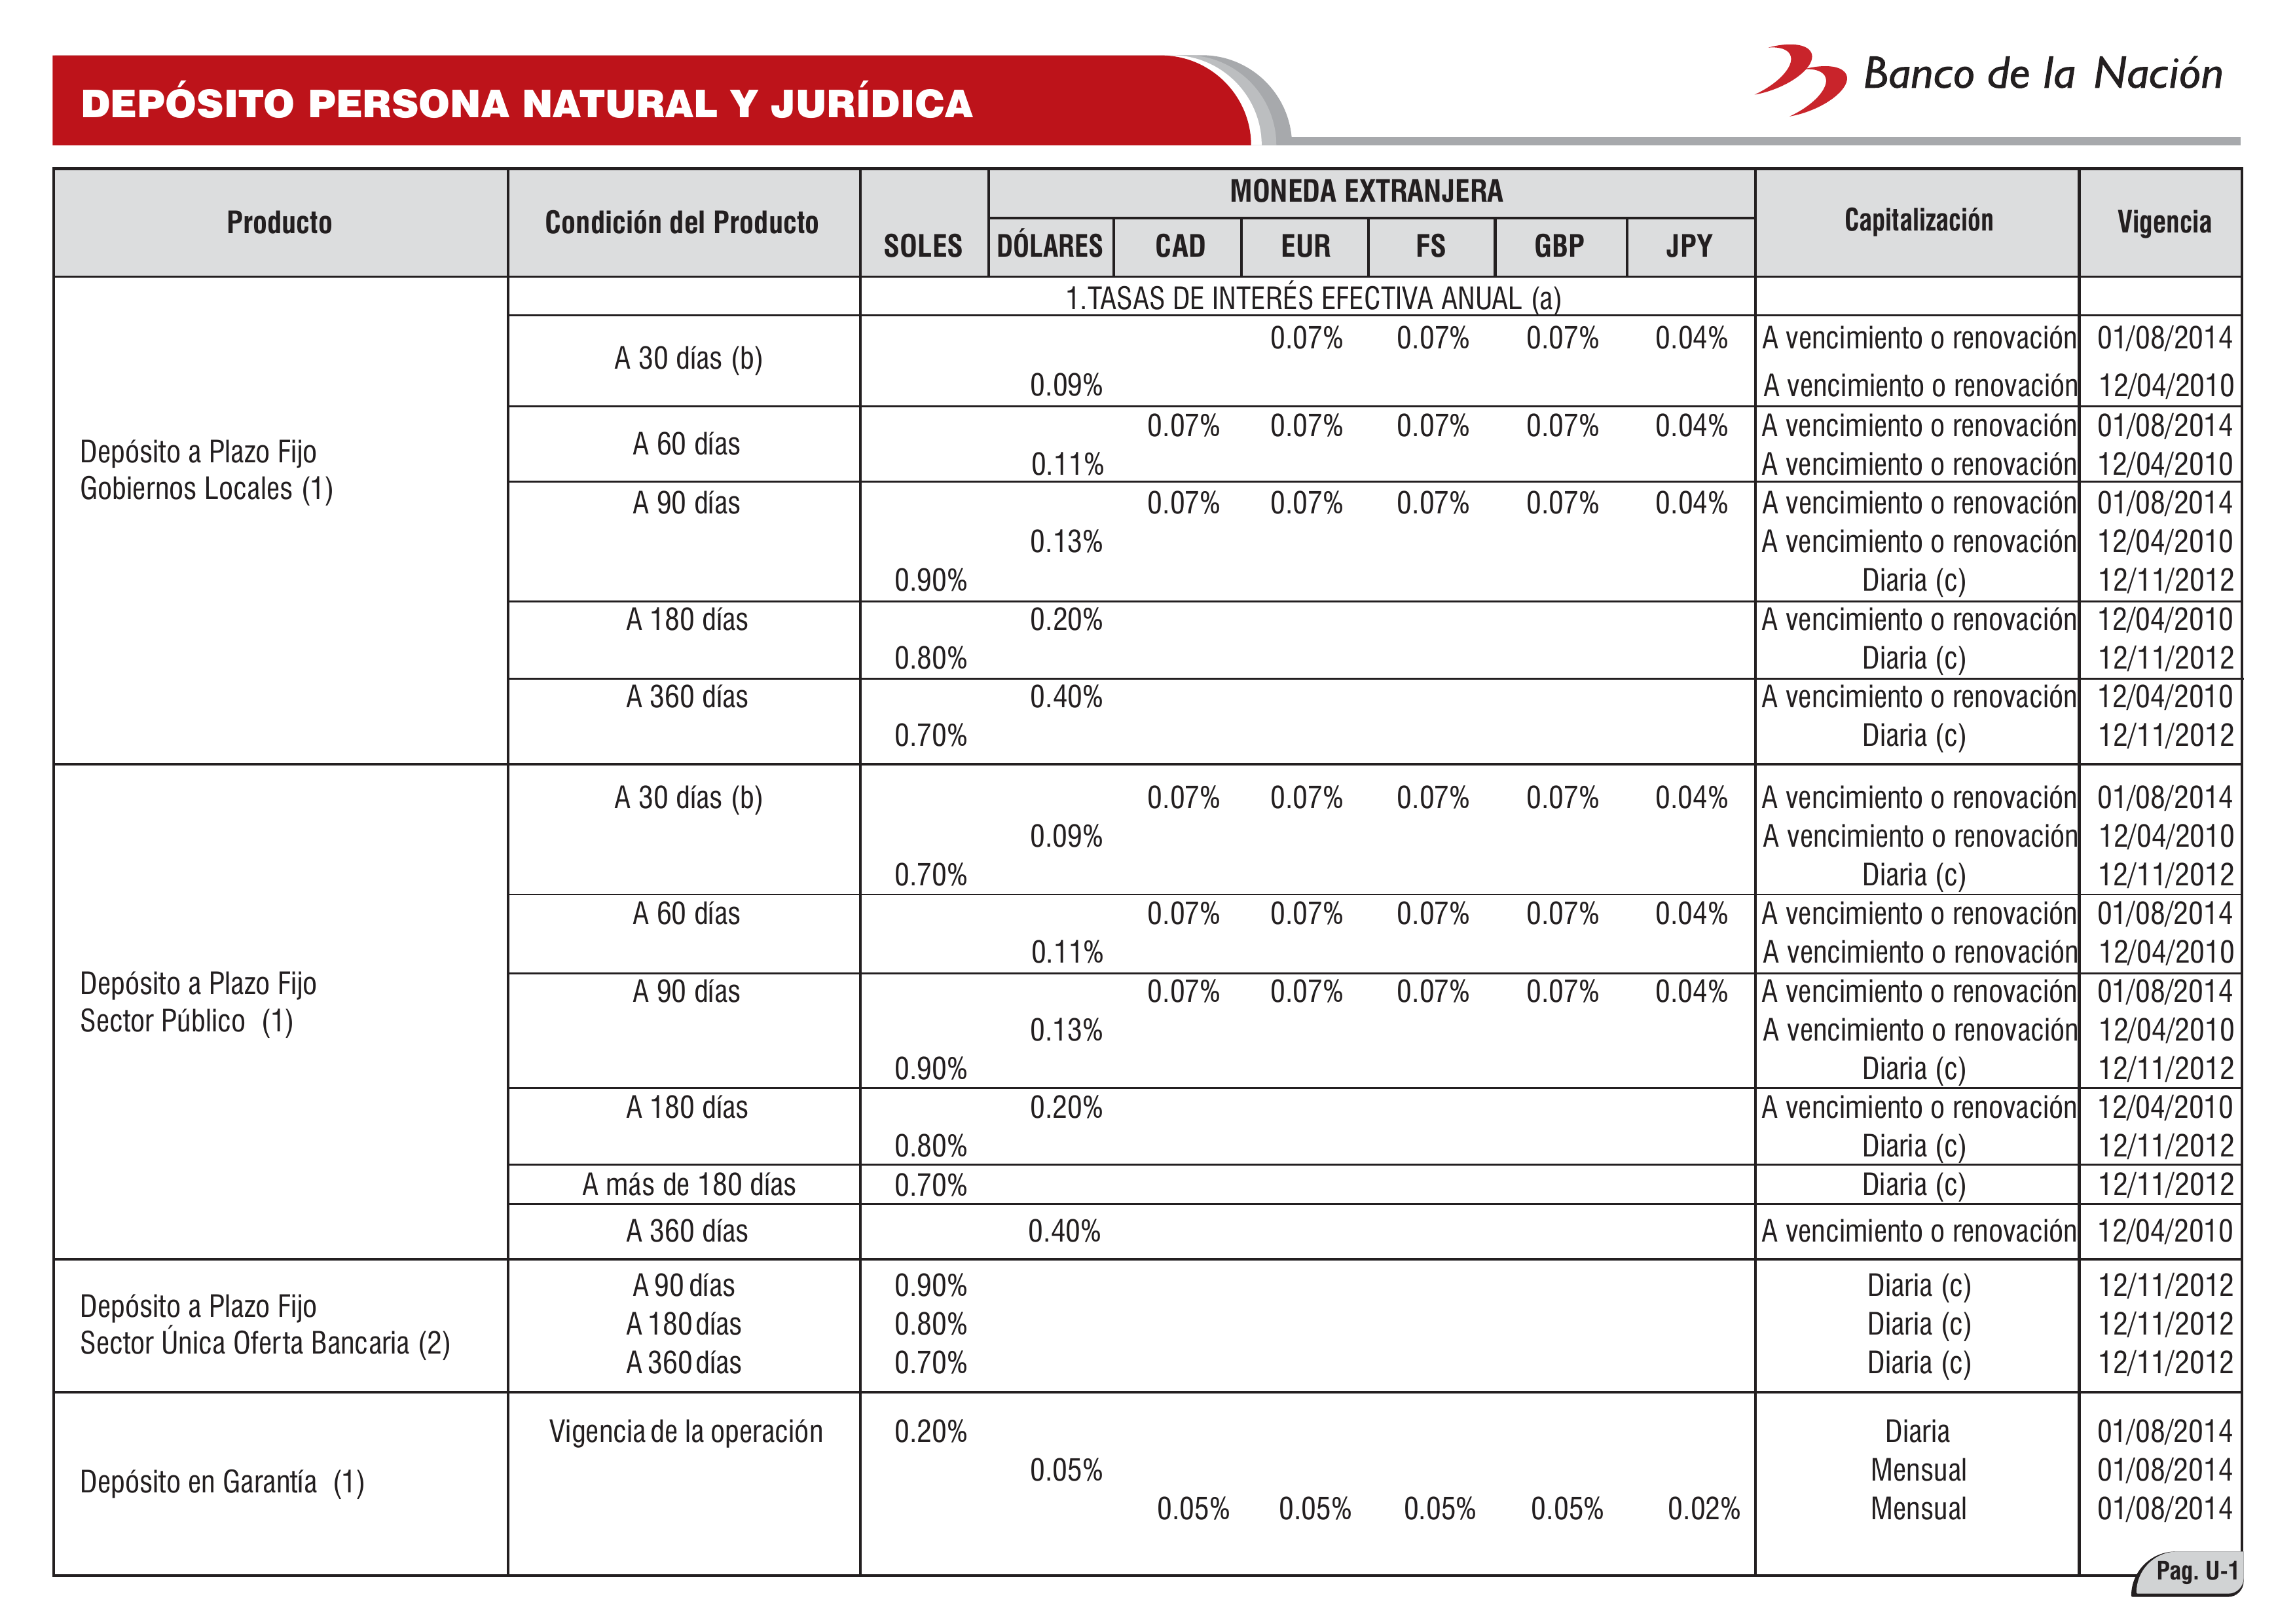 DEPÓSITO PERSONA NATURAL Y JURÍDICA
Banco de la Nación
Producto Condición del Producto SOLES MONEDA EXTRANJERA Capitalización Vigencia
DÓLARES CAD EUR FS GBP JPY
1.TASAS DE INTERÉS EFECTIVA ANUAL (a)
Depósito a Plazo Fijo
Gobiernos Locales (1)
A 30 días (b)
0.07% 0.07% 0.07% 0.04% A vencimiento o renovación 01/08/2014
0.09% A vencimiento o renovación 12/04/2010
A 60 días
0.07% 0.07% 0.07% 0.07% 0.04% A vencimiento o renovación 01/08/2014
0.11% A vencimiento o renovación 12/04/2010
A 90 días 0.07% 0.07% 0.07% 0.07% 0.04% A vencimiento o renovación 01/08/2014
0.13% A vencimiento o renovación 12/04/2010
0.90% Diaria (c) 12/11/2012
A 180 días 0.20% A vencimiento o renovación 12/04/2010
0.80% Diaria (c) 12/11/2012
A 360 días 0.40% A vencimiento o renovación 12/04/2010
0.70% Diaria (c) 12/11/2012
Depósito a Plazo Fijo
Sector Público (1)
A 30 días (b) 0.07% 0.07% 0.07% 0.07% 0.04% A vencimiento o renovación 01/08/2014
0.09% A vencimiento o renovación 12/04/2010
0.70% Diaria (c) 12/11/2012
A 60 días 0.07% 0.07% 0.07% 0.07% 0.04% A vencimiento o renovación 01/08/2014
0.11% A vencimiento o renovación 12/04/2010
A 90 días 0.07% 0.07% 0.07% 0.07% 0.04% A vencimiento o renovación 01/08/2014
0.13% A vencimiento o renovación 12/04/2010
0.90% Diaria (c) 12/11/2012
A 180 días 0.20% A vencimiento o renovación 12/04/2010
0.80% Diaria (c) 12/11/2012
A más de 180 días 0.70% Diaria (c) 12/11/2012
A 360 días 0.40% A vencimiento o renovación 12/04/2010
Depósito a Plazo Fijo
Sector Única Oferta Bancaria (2)
A 90 días 0.90% Diaria (c) 12/11/2012
A 180 días 0.80% Diaria (c) 12/11/2012
A 360 días 0.70% Diaria (c) 12/11/2012
Depósito en Garantía (1)
Vigencia de la operación 0.20% Diaria 01/08/2014
0.05% Mensual 01/08/2014
0.05% 0.05% 0.05% 0.05% 0.02% Mensual 01/08/2014
Pag. U-1